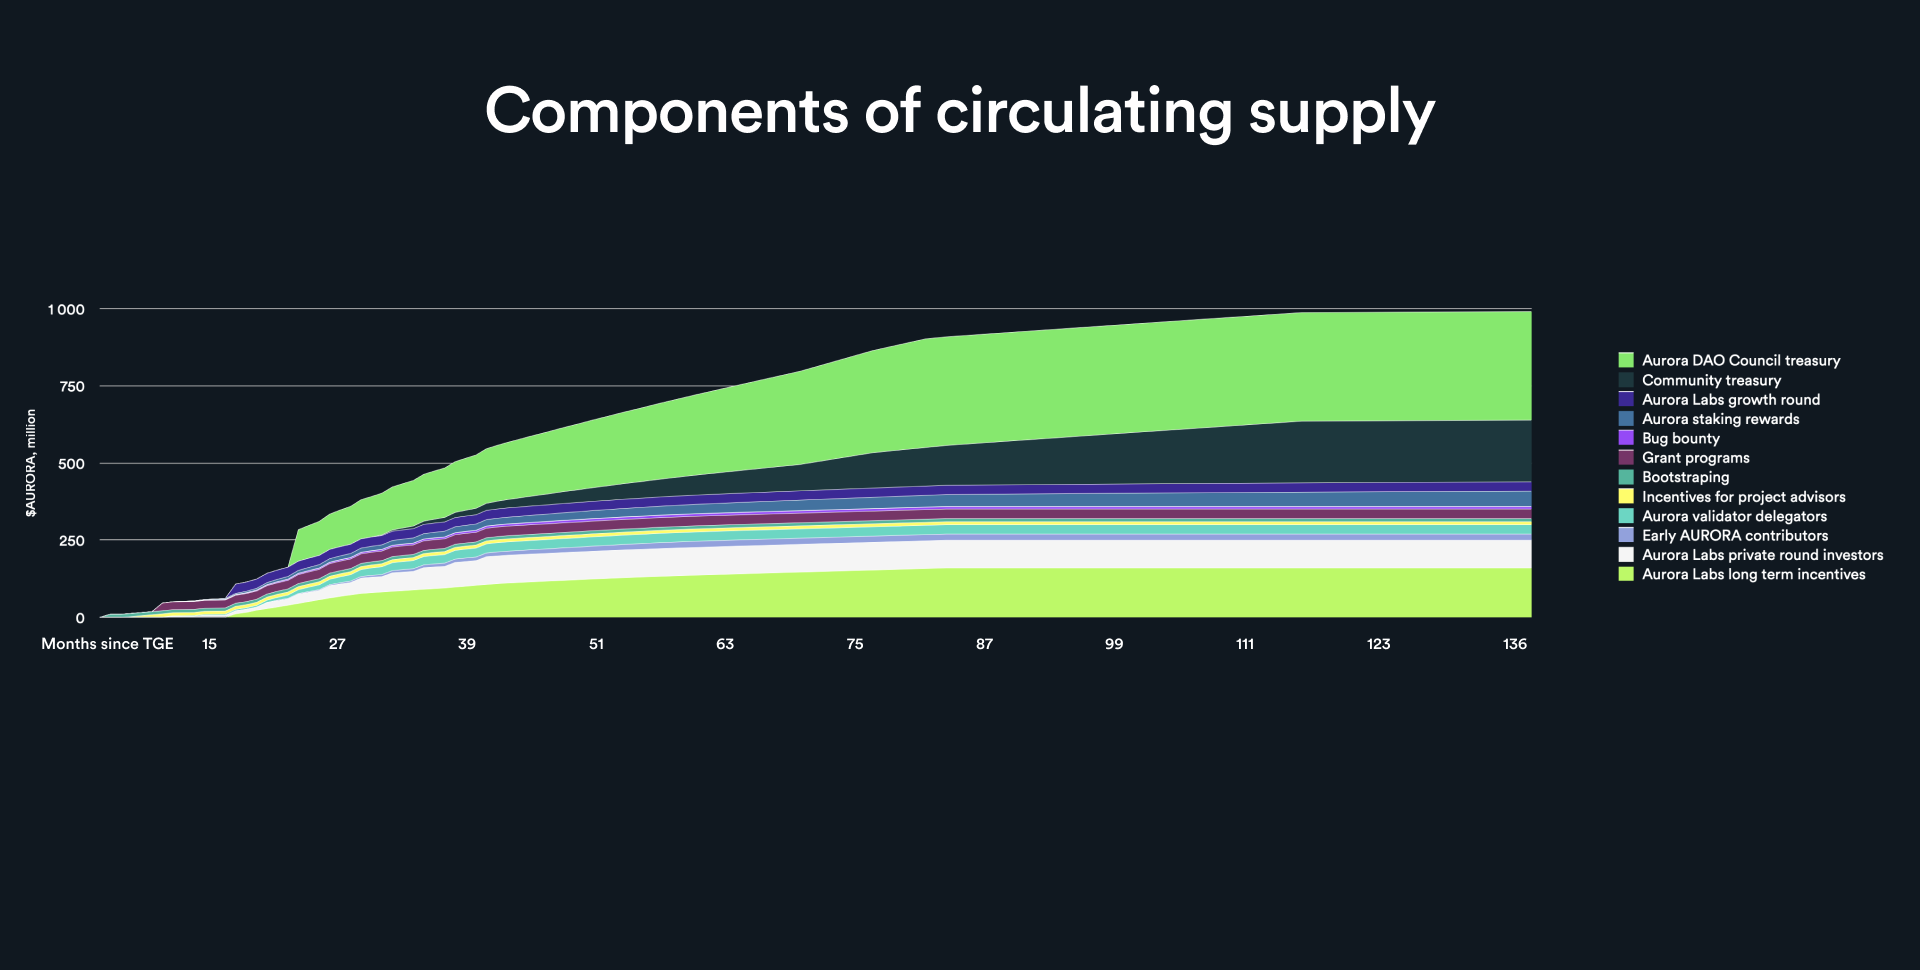 Components of circulating supply
1 000
750
500
250
0
$AURORA, million
Months since TGE 15 27 39 51 63 75 87 99 111 123 136
Aurora DAO Council treasury
Community treasury
Aurora Labs growth round
Aurora staking rewards
Bug bounty
Grant programs
Bootstraping
Incentives for project advisors
Aurora validator delegators
Early AURORA contributors
Aurora Labs private round investors
Aurora Labs long term incentives